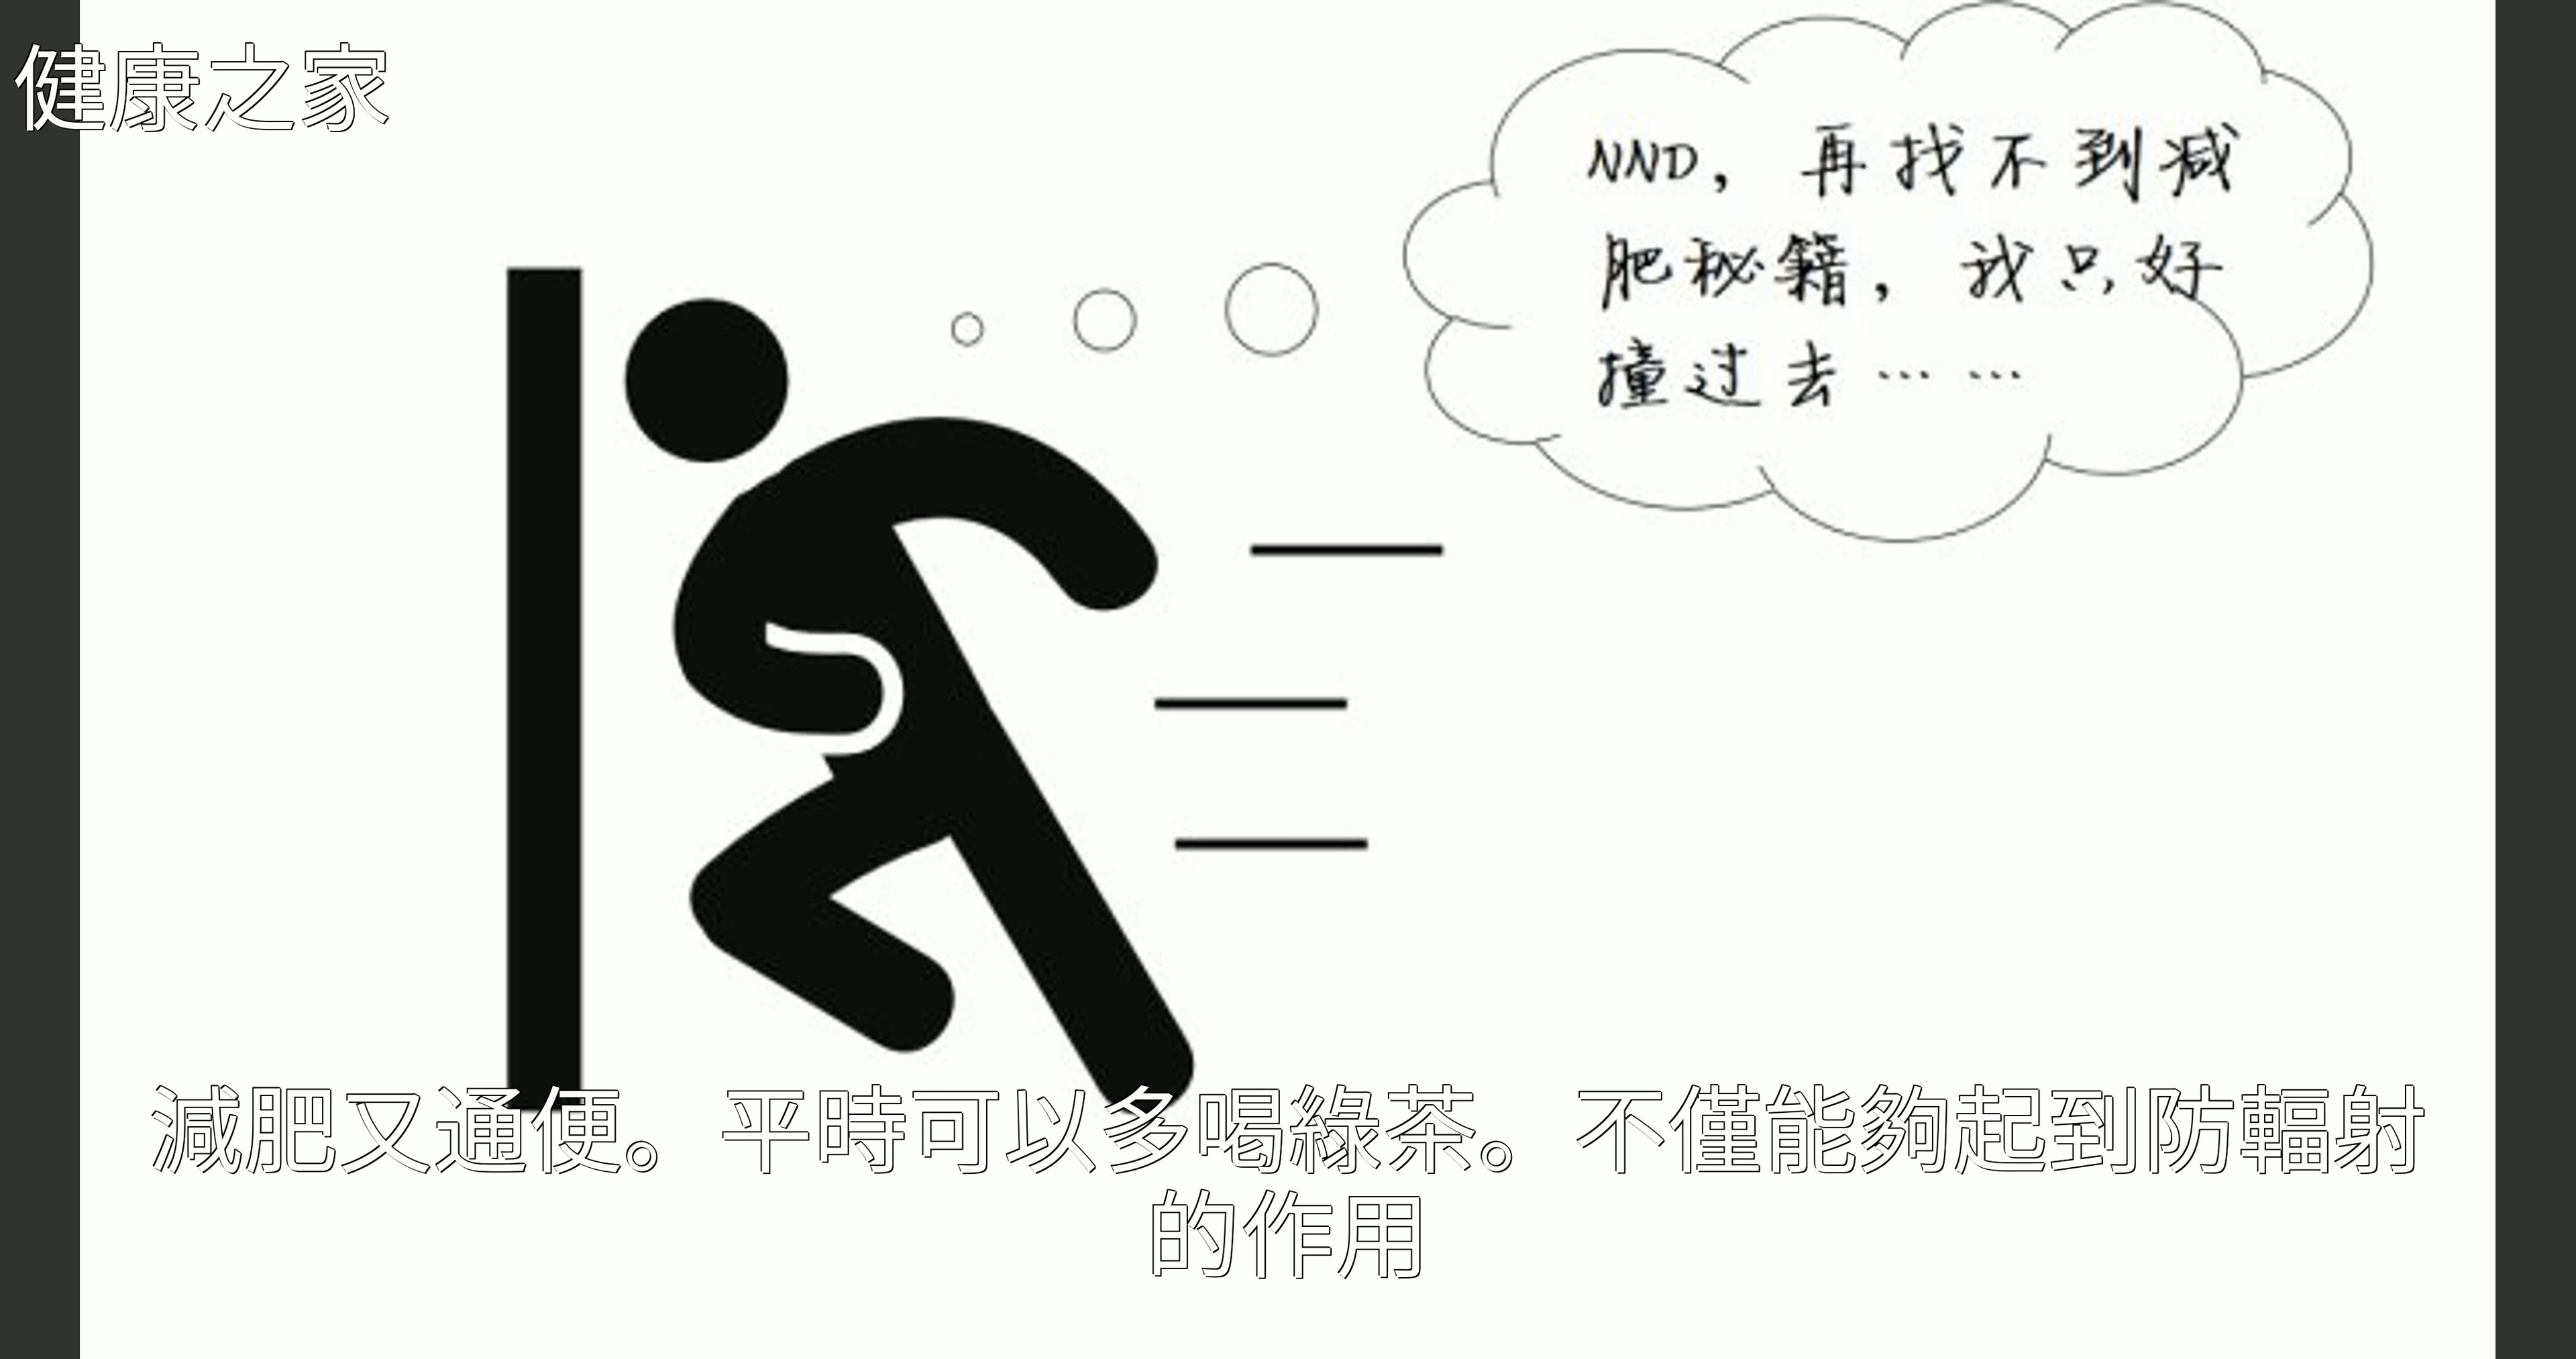 健康之家
NND，再找不到减
肥秘籍，我只好
撞过去……
減肥又通便。平時可以多喝綠茶。不僅能夠起到防輻射
的作用